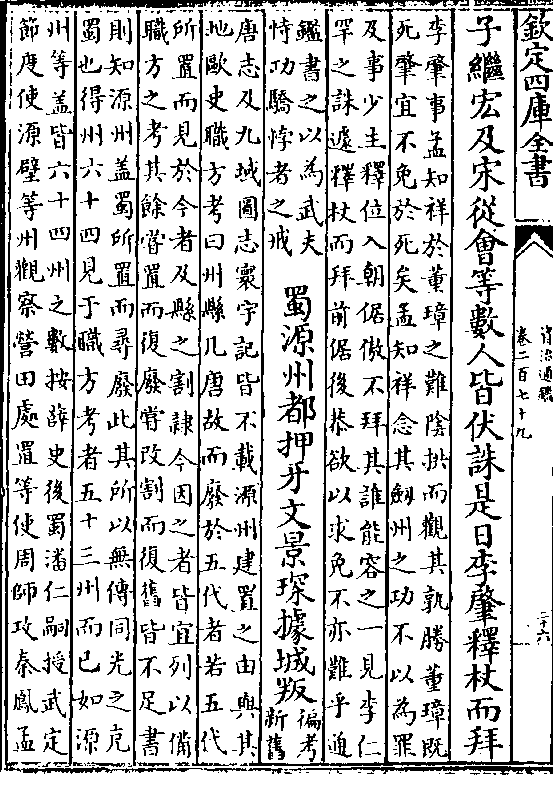 欽定四庫全書
資治通鑑
卷二百七十九
二十六
子繼宏及宋從㑹等數人皆伏誅是日李肇釋杖而拜
李肇事孟知祥於董璋之難隂拱而觀其孰勝董璋既
死肇宜不免於死矣孟知祥念其劔州之功不以為罪
及事少主釋位入朝倨傲不拜其誰能容之一見李仁
罕之誅遽釋杖而拜前倨後恭欲以求免不亦難乎通
鑑書之以為武夫
恃功驕悖者之戒
蜀源州都押牙文景琛據城叛
徧考
新舊
唐志及九域圖志寰宇記皆不載源州建置之由與其
地歐史職方考曰州縣凡唐故而廢於五代者若五代
所置而見於今者及縣之割隷今因之者皆宜列以備
職方之考其餘嘗置而復廢嘗改割而復舊皆不足書
則知源州盖蜀所置而尋廢此其所以無傳同光之克
蜀也得州六十四見于職方考者五十三州而已如源
州等盖皆六十四州之數按薛史後蜀潘仁嗣授武定
節度使源壁等州觀察營田處置等使周師攻秦鳳孟